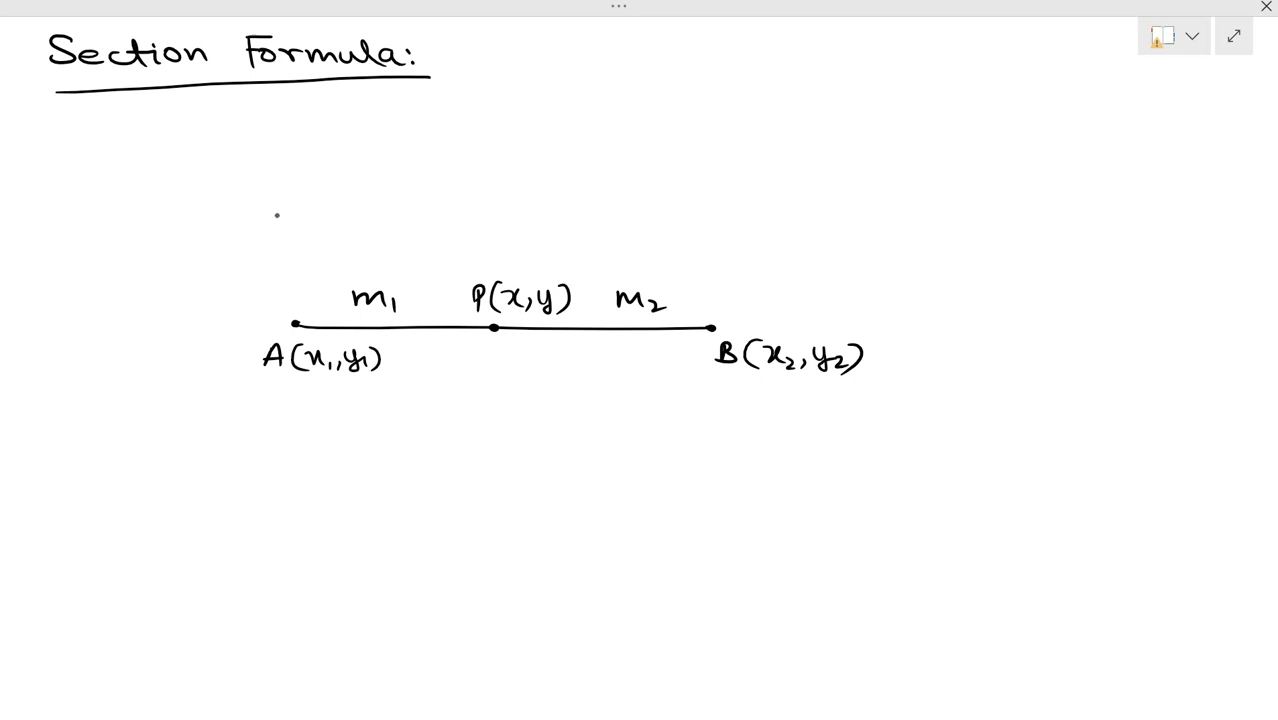 Section Formula:
m₁ P(x,y) m₂
A(x₁,y₁) B(x₂,y₂)